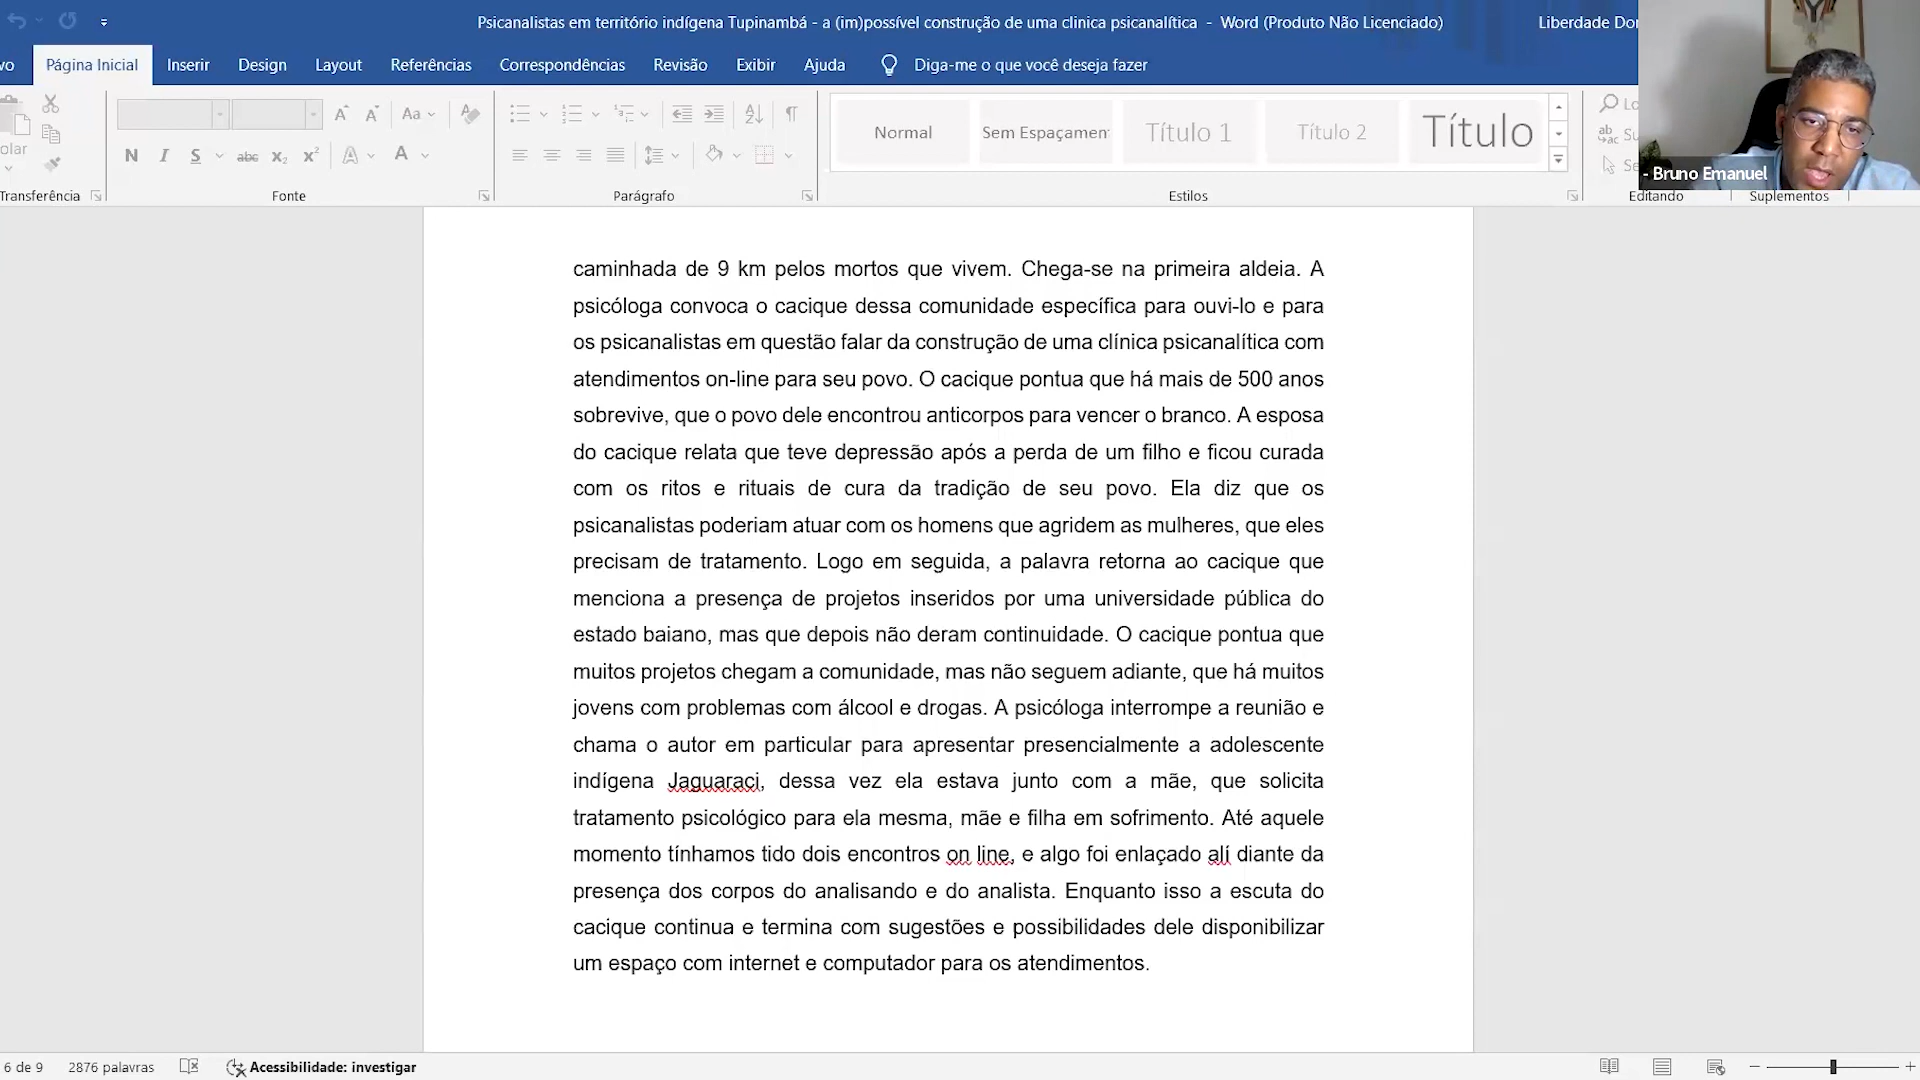 Psicanalistas em território indígena Tupinambá - a (im)possível construção de uma clinica psicanalítica - Word (Produto Não Licenciado)
Liberdade
Página Inicial Inserir Design Layout Referências Correspondências Revisão Exibir Ajuda Diga-me o que você deseja fazer
Aa
Normal Sem Espaçamen Título 1 Título 2 Título
N I S abc x₂ x² A A
- Bruno Emanuel
Transferência Fonte Parágrafo Estilos Editando Suplementos
caminhada de 9 km pelos mortos que vivem. Chega-se na primeira aldeia. A
psicóloga convoca o cacique dessa comunidade específica para ouvi-lo e para
os psicanalistas em questão falar da construção de uma clínica psicanalítica com
atendimentos on-line para seu povo. O cacique pontua que há mais de 500 anos
sobrevive, que o povo dele encontrou anticorpos para vencer o branco. A esposa
do cacique relata que teve depressão após a perda de um filho e ficou curada
com os ritos e rituais de cura da tradição de seu povo. Ela diz que os
psicanalistas poderiam atuar com os homens que agridem as mulheres, que eles
precisam de tratamento. Logo em seguida, a palavra retorna ao cacique que
menciona a presença de projetos inseridos por uma universidade pública do
estado baiano, mas que depois não deram continuidade. O cacique pontua que
muitos projetos chegam a comunidade, mas não seguem adiante, que há muitos
jovens com problemas com álcool e drogas. A psicóloga interrompe a reunião e
chama o autor em particular para apresentar presencialmente a adolescente
indígena Jaguaraci, dessa vez ela estava junto com a mãe, que solicita
tratamento psicológico para ela mesma, mãe e filha em sofrimento. Até aquele
momento tínhamos tido dois encontros on line, e algo foi enlaçado alí diante da
presença dos corpos do analisando e do analista. Enquanto isso a escuta do
cacique continua e termina com sugestões e possibilidades dele disponibilizar
um espaço com internet e computador para os atendimentos.
6 de 9 2876 palavras Acessibilidade: investigar